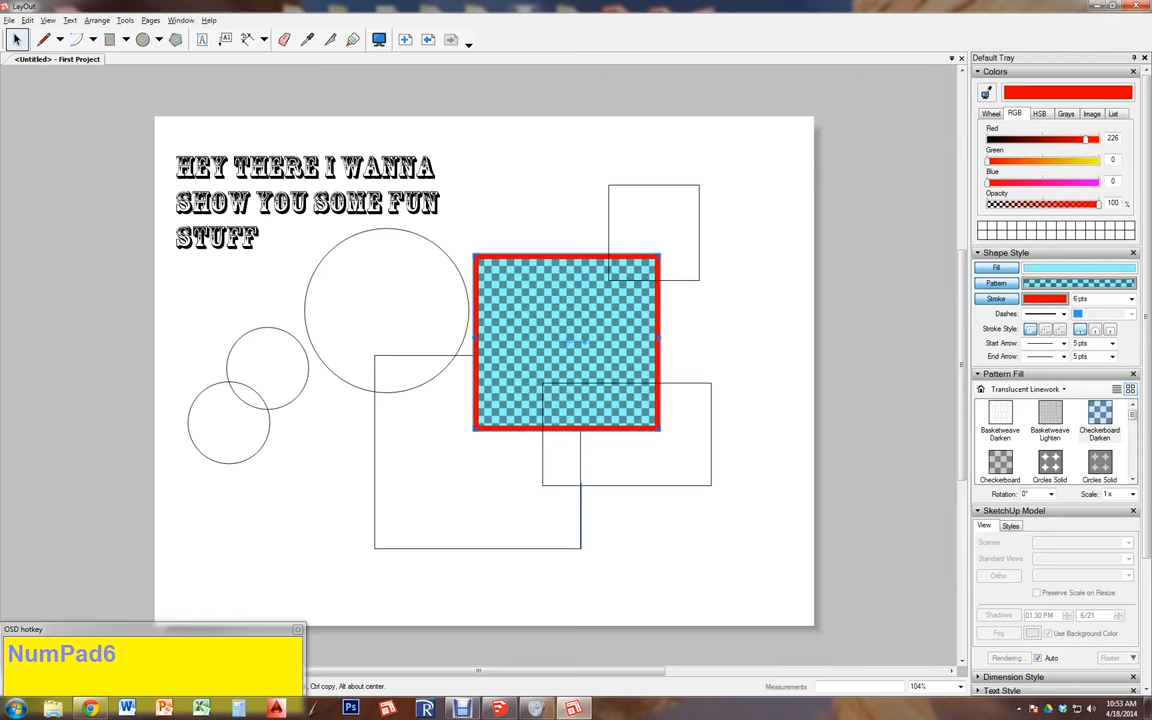 LayOut
File Edit View Text Arrange Tools Pages Window Help
<Untitled> - First Project
Default Tray
Colors
Wheel RGB HSB Grays Image List
Red
226
Green
0
Blue
0
Opacity
100 %
HEY THERE I WANNA
SHOW YOU SOME FUN
STUFF
Shape Style
Fill
Pattern
Stroke 6 pts
Dashes:
Stroke Style:
Start Arrow: 5 pts
End Arrow: 5 pts
Pattern Fill
Translucent Linework
Basketweave Darken
Basketweave Lighten
Checkerboard Darken
Checkerboard
Circles Solid
Circles Solid
Rotation: 0° Scale: 1x
SketchUp Model
View Styles
Scenes
Standard Views
Ortho
Preserve Scale on Resize
Shadows 01:30 PM 6/21
Fog Use Background Color
Rendering... Auto Raster
Dimension Style
Text Style
OSD hotkey
NumPad6
, Ctrl copy, Alt about center.
Measurements
104%
10:53 AM
4/18/2014